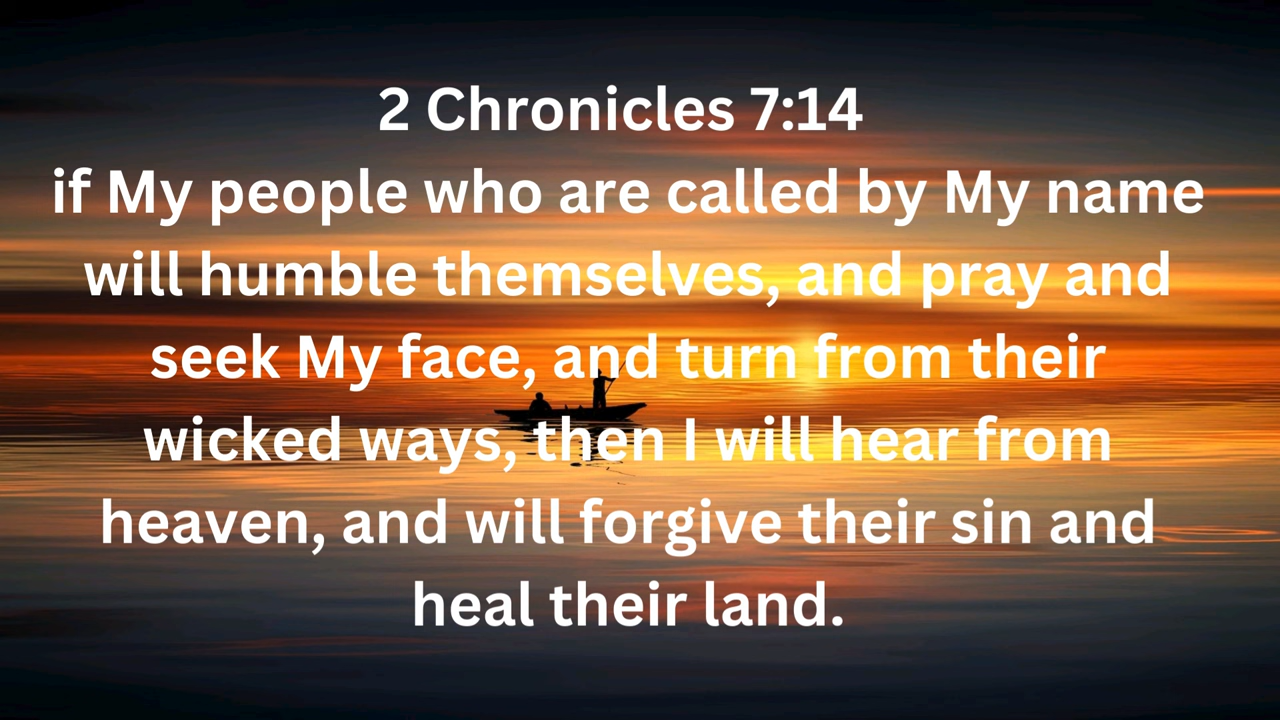 2 Chronicles 7:14
if My people who are called by My name
will humble themselves, and pray and
seek My face, and turn from their
wicked ways, then I will hear from
heaven, and will forgive their sin and
heal their land.